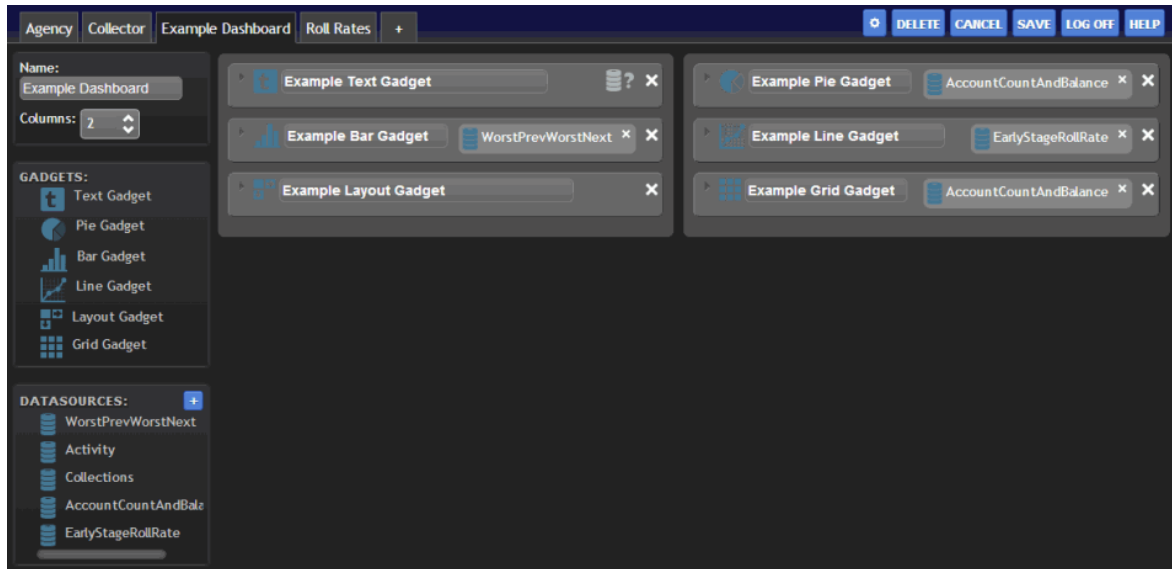 Agency Collector Example Dashboard Roll Rates +
DELETE CANCEL SAVE LOG OFF HELP
Name:
Example Dashboard
Columns: 2
GADGETS:
Text Gadget
Pie Gadget
Bar Gadget
Line Gadget
Layout Gadget
Grid Gadget
DATASOURCES: +
WorstPrevWorstNext
Activity
Collections
AccountCountAndBala
EarlyStageRollRate
Example Text Gadget ? ×
Example Bar Gadget WorstPrevWorstNext × ×
Example Layout Gadget ×
Example Pie Gadget AccountCountAndBalance × ×
Example Line Gadget EarlyStageRollRate × ×
Example Grid Gadget AccountCountAndBalance × ×